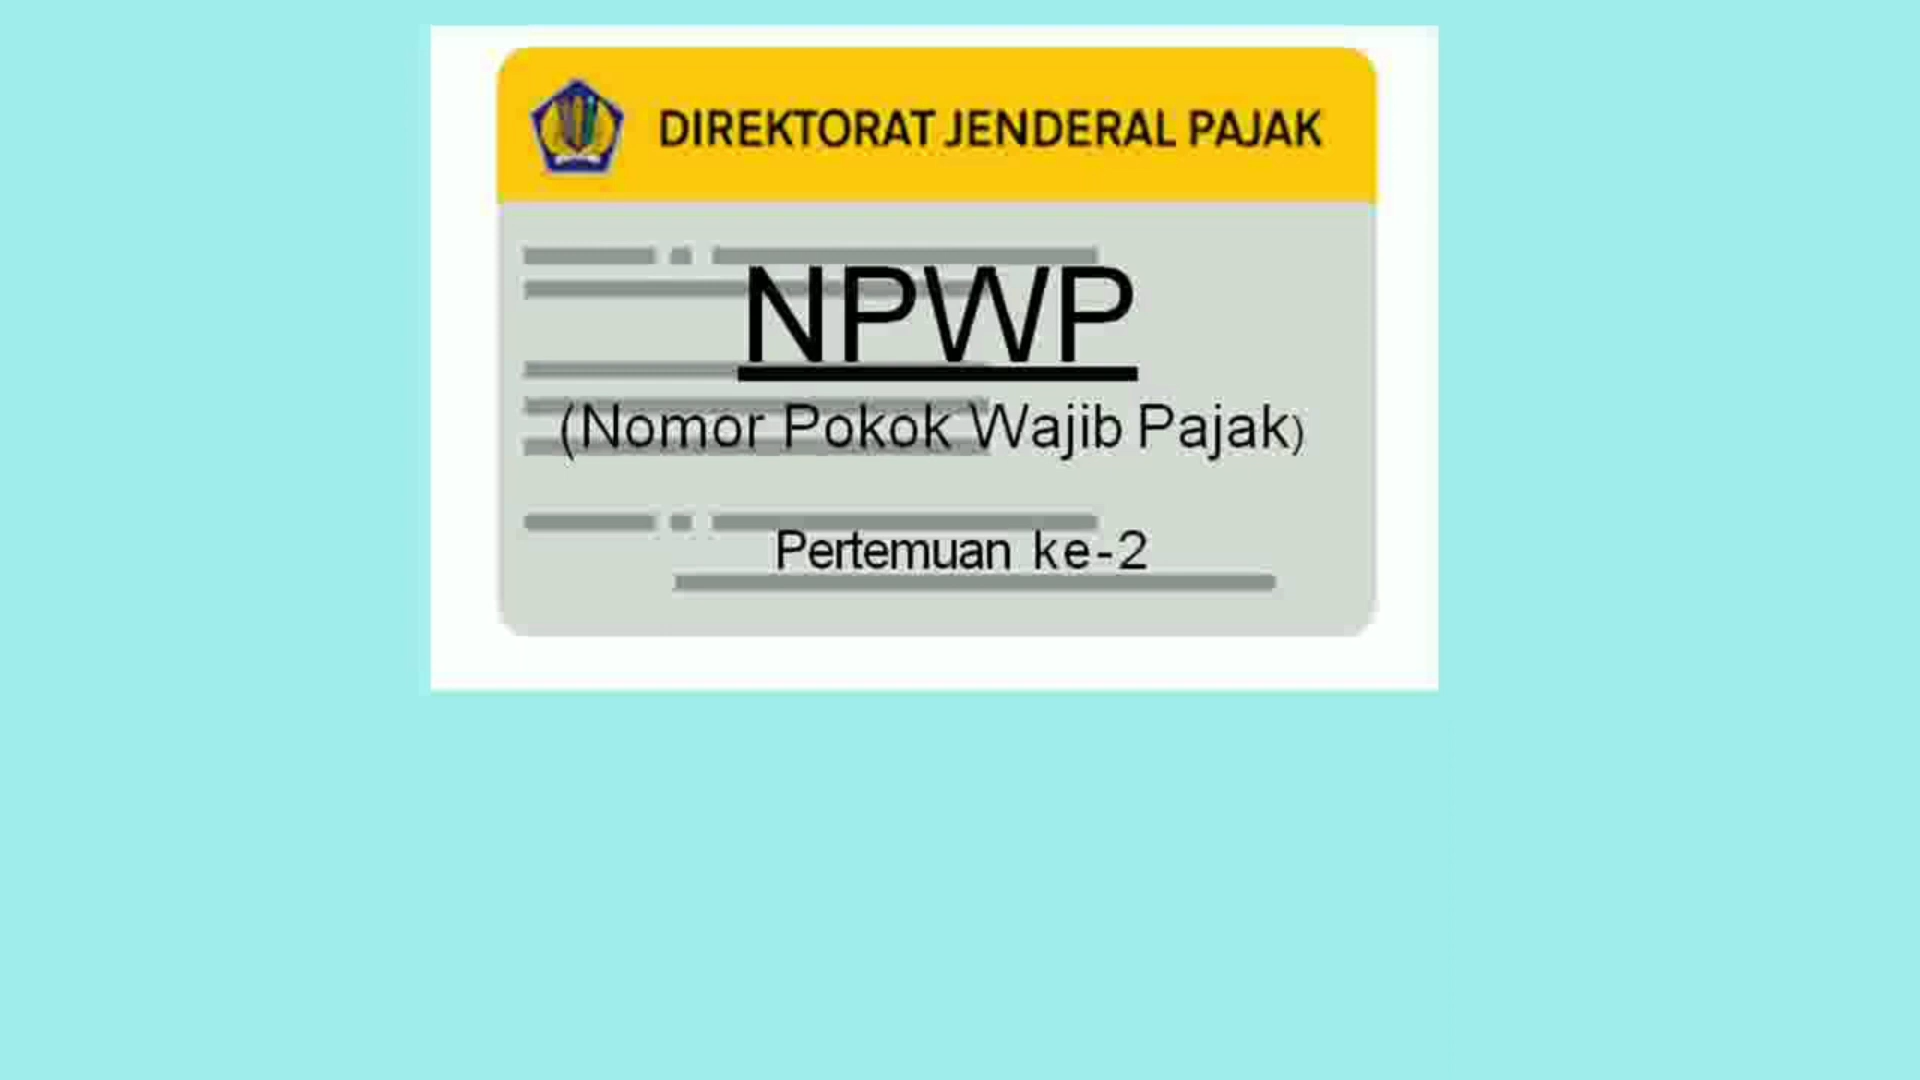 DIREKTORAT JENDERAL PAJAK
NPWP
(Nomor Pokok Wajib Pajak)
Pertemuan ke-2